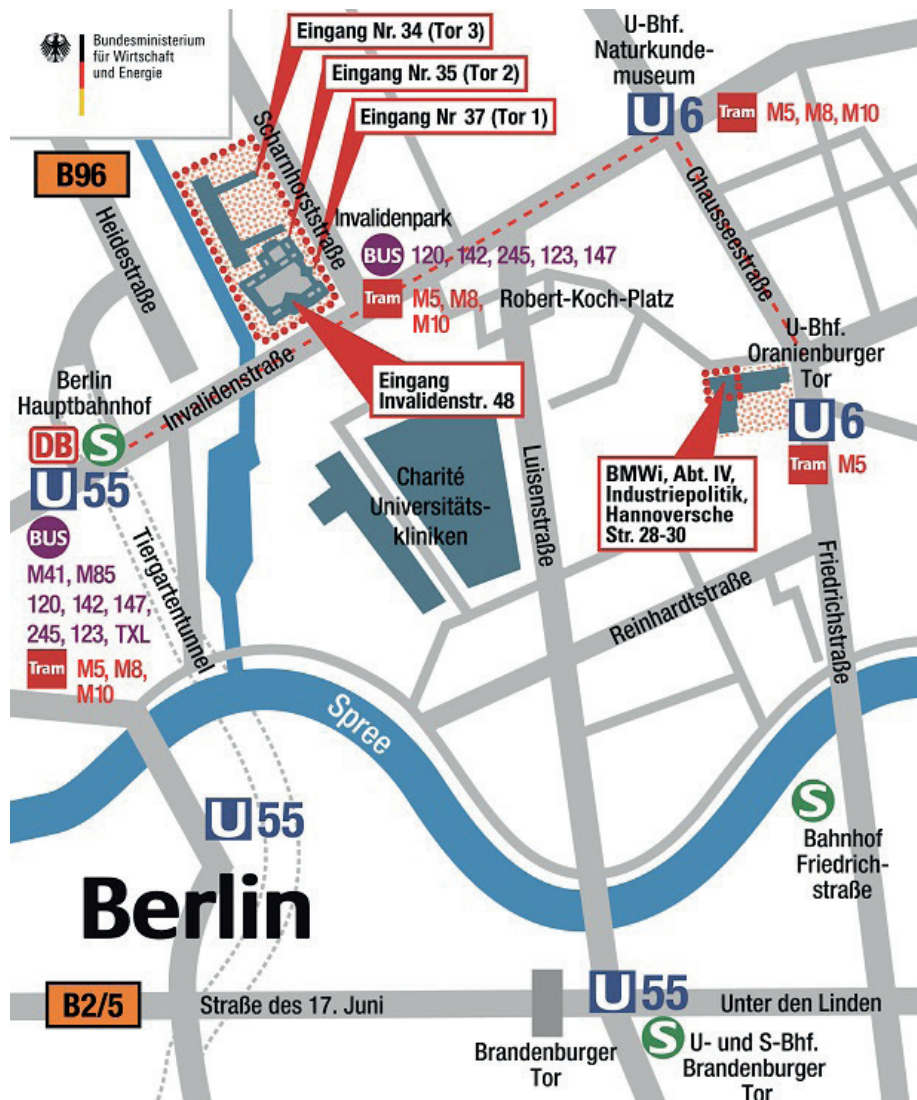 Bundesministerium
für Wirtschaft
und Energie
Eingang Nr. 34 (Tor 3)
Eingang Nr. 35 (Tor 2)
Eingang Nr 37 (Tor 1)
U-Bhf.
Naturkunde-
museum
U 6 Tram M5, M8, M10
B96
Heidestraße
Scharnhorststraße
Chausseestraße
Invalidenpark
BUS 120, 142, 245, 123, 147
Tram M5, M8,
M10
Robert-Koch-Platz
Invalidenstraße
Eingang
Invalidenstr. 48
U-Bhf.
Oranienburger
Tor
U 6
Tram M5
Berlin
Hauptbahnhof
DB S
U 55
BUS
M41, M85
120, 142, 147,
245, 123, TXL
Tram M5, M8,
M10
Tiergartentunnel
Charité
Universitäts-
kliniken
Luisenstraße
BMWi, Abt. IV,
Industriepolitik,
Hannoversche
Str. 28-30
Reinhardtstraße
Friedrichstraße
Spree
U 55
Berlin
S
Bahnhof
Friedrich-
straße
B2/5
Straße des 17. Juni
U 55
Unter den Linden
Brandenburger
Tor
S
U- und S-Bhf.
Brandenburger
Tor